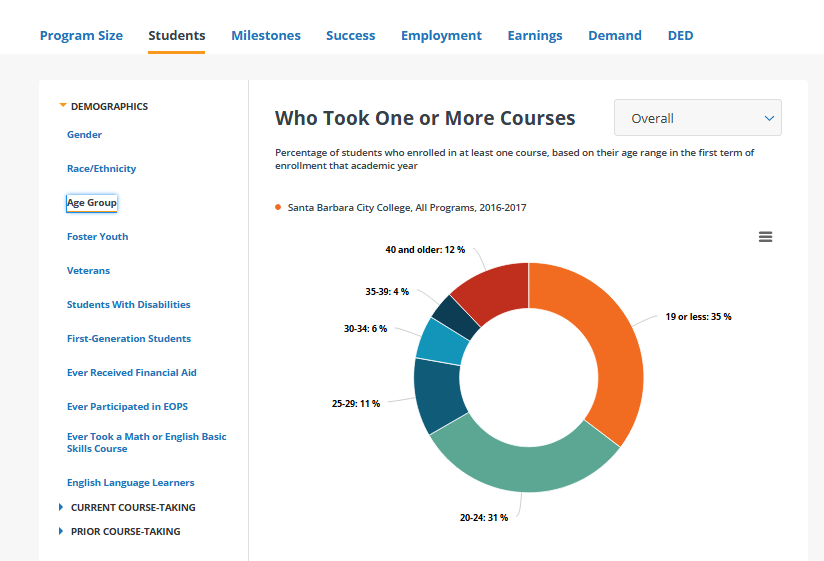 Program Size Students Milestones Success Employment Earnings Demand DED
DEMOGRAPHICS
Gender
Race/Ethnicity
Age Group
Foster Youth
Veterans
Students With Disabilities
First-Generation Students
Ever Received Financial Aid
Ever Participated in EOPS
Ever Took a Math or English Basic
Skills Course
English Language Learners
CURRENT COURSE-TAKING
PRIOR COURSE-TAKING
Who Took One or More Courses
Overall
Percentage of students who enrolled in at least one course, based on their age range in the first term of
enrollment that academic year
Santa Barbara City College, All Programs, 2016-2017
40 and older: 12 %
35-39: 4 %
19 or less: 35 %
30-34: 6 %
25-29: 11 %
20-24: 31 %